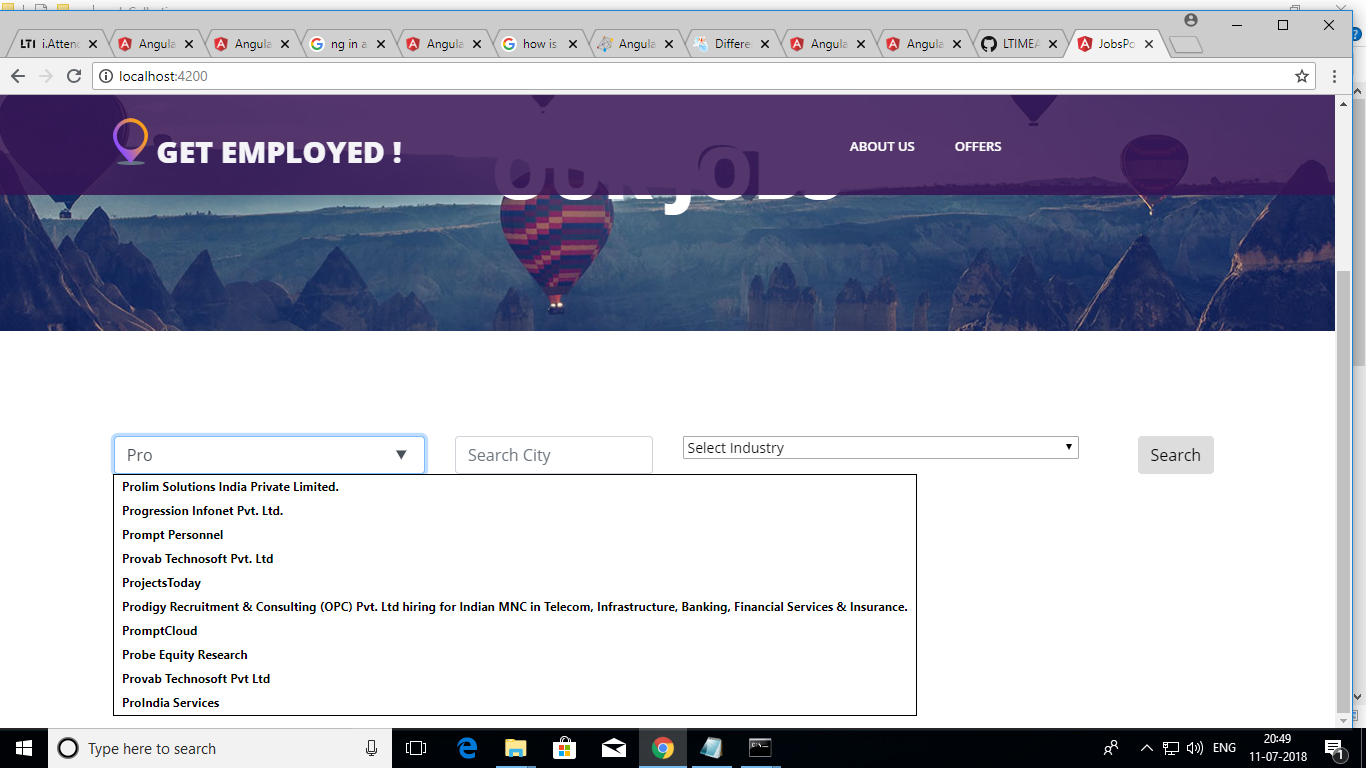 LTI i.Atten
Angula
Angula
ng in a
Angula
how is
Angula
Differe
Angula
Angula
LTIMEA
JobsPo
localhost:4200
GET EMPLOYED !
ABOUT US
OFFERS
OUR JOBS
Pro
Search City
Select Industry
Search
Prolim Solutions India Private Limited.
Progression Infonet Pvt. Ltd.
Prompt Personnel
Provab Technosoft Pvt. Ltd
ProjectsToday
Prodigy Recruitment & Consulting (OPC) Pvt. Ltd hiring for Indian MNC in Telecom, Infrastructure, Banking, Financial Services & Insurance.
PromptCloud
Probe Equity Research
Provab Technosoft Pvt Ltd
ProIndia Services
Type here to search
ENG
20:49
11-07-2018
1